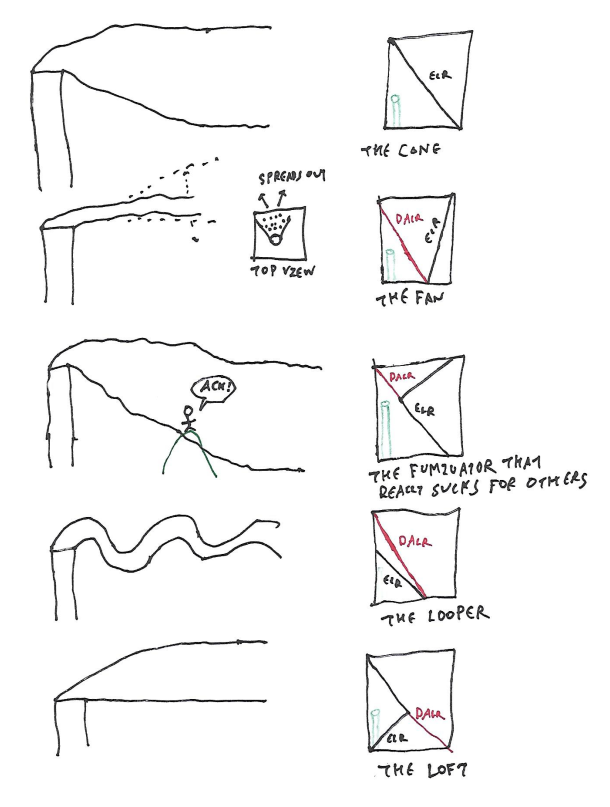 ELR
THE CONE
SPREADS OUT
TOP VIEW
DALR
ELR
THE FAN
ACK!
DALR
ELR
THE FUMIGATOR THAT
REALLY SUCKS FOR OTHERS
DALR
ELR
THE LOOPER
DALR
ELR
THE LOFT